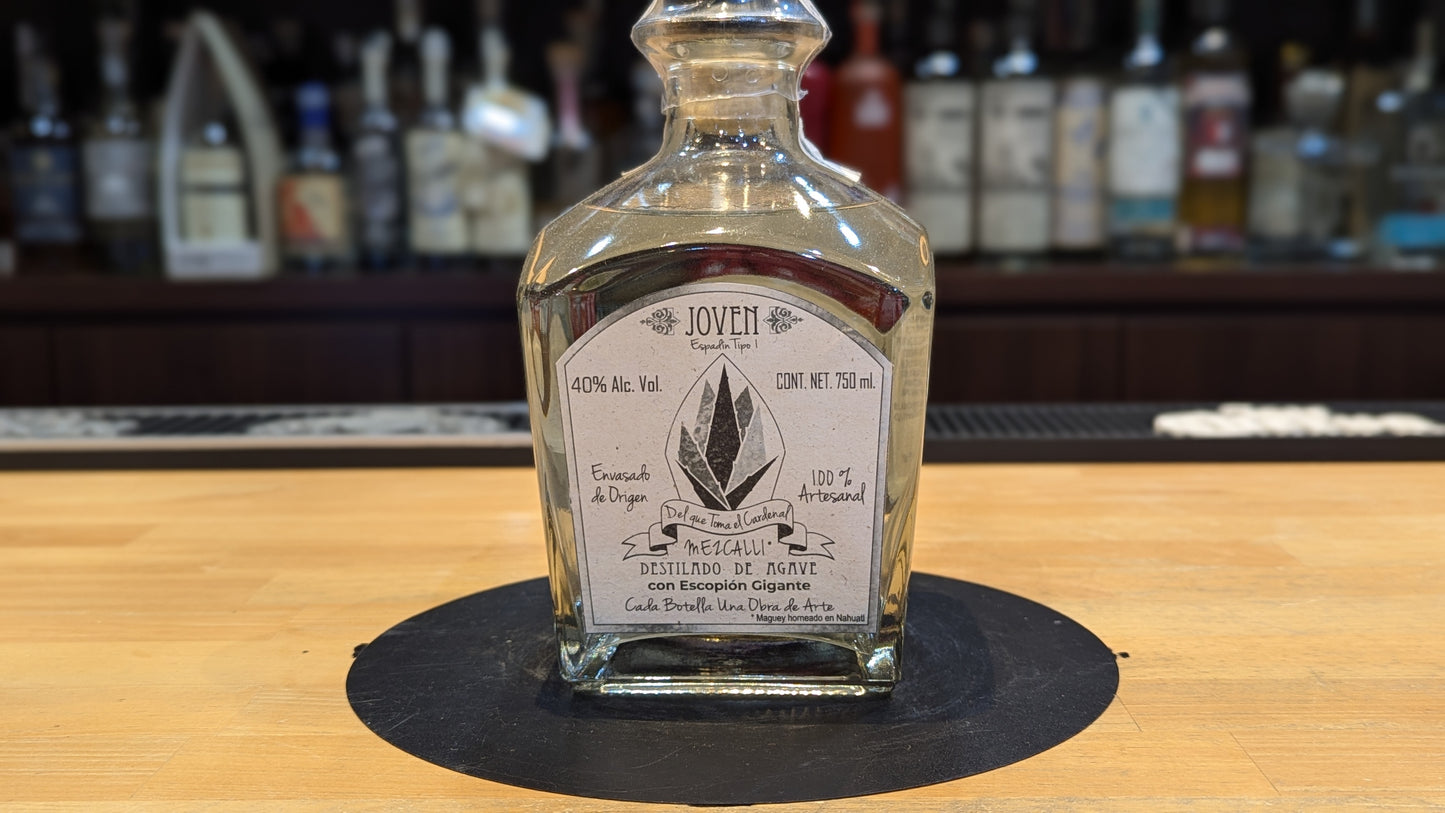 JOVEN
Espadín Tipo 1
40% Alc. Vol.
CONT. NET. 750 ml.
Envasado
de Origen
100 %
Artesanal
Del que Toma el Cardenal
MEZCALLI*
DESTILADO DE AGAVE
con Escopión Gigante
Cada Botella Una Obra de Arte
* Maguey horneado en Nahuatl